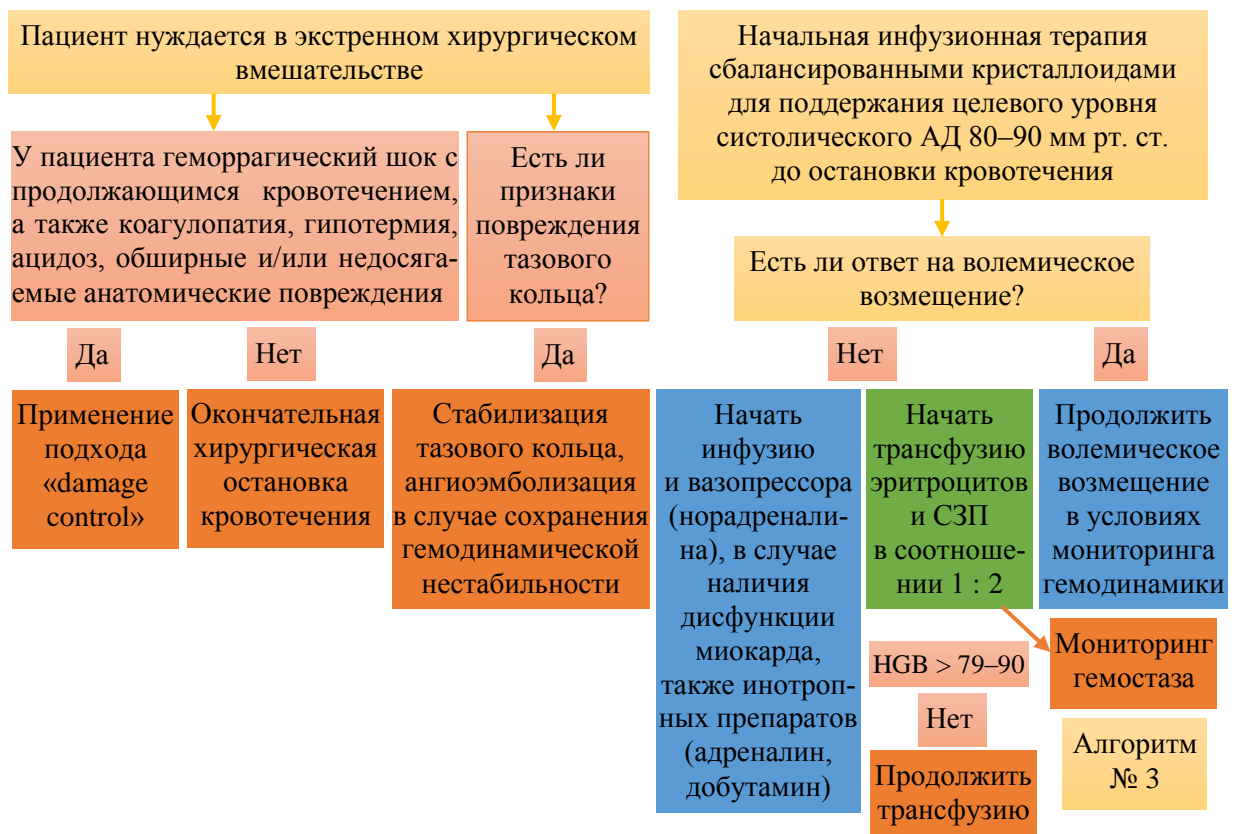 Пациент нуждается в экстренном хирургическом
вмешательстве
У пациента геморрагический шок с
продолжающимся кровотечением,
а также коагулопатия, гипотермия,
ацидоз, обширные и/или недосяга-
емые анатомические повреждения
Есть ли
признаки
повреждения
тазового
кольца?
Да
Нет
Да
Применение
подхода
«damage
control»
Окончательная
хирургическая
остановка
кровотечения
Стабилизация
тазового кольца,
ангиоэмболизация
в случае сохранения
гемодинамической
нестабильности
Начальная инфузионная терапия
сбалансированными кристаллоидами
для поддержания целевого уровня
систолического АД 80–90 мм рт. ст.
до остановки кровотечения
Есть ли ответ на волемическое
возмещение?
Нет
Да
Начать
инфузию
и вазопрессора
(норадренали-
на), в случае
наличия
дисфункции
миокарда,
также инотроп-
ных препаратов
(адреналин,
добутамин)
Начать
трансфузию
эритроцитов
и СЗП
в соотноше-
нии 1 : 2
Продолжить
волемическое
возмещение
в условиях
мониторинга
гемодинамики
HGB > 79–90
Нет
Продолжить
трансфузию
Мониторинг
гемостаза
Алгоритм
№ 3